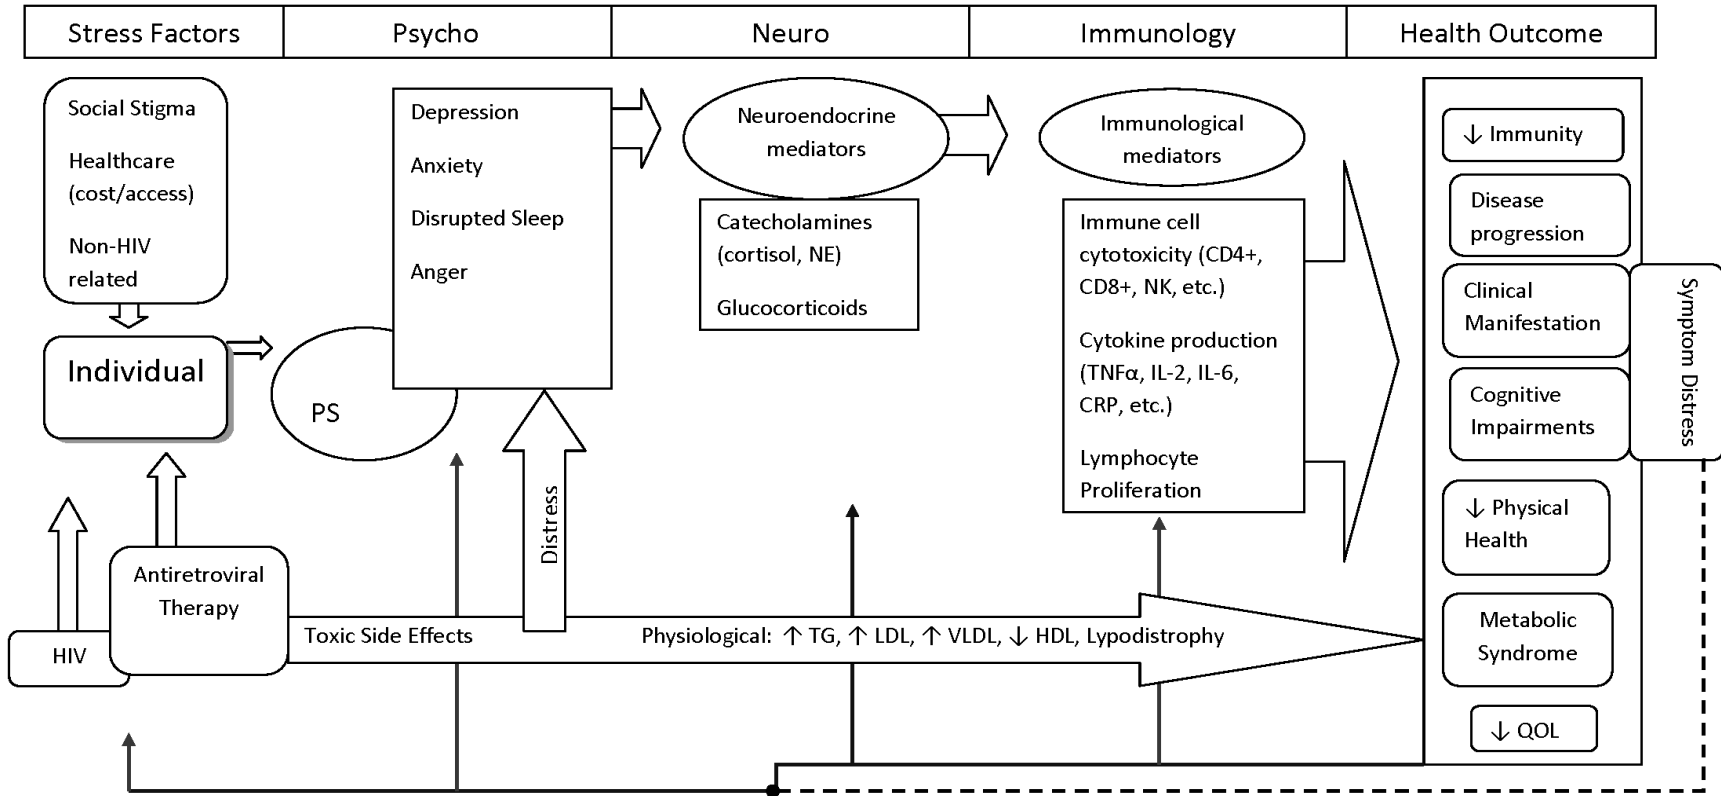 Stress Factors
Psycho
Neuro
Immunology
Health Outcome
Social Stigma
Healthcare
(cost/access)
Non-HIV
related
Individual
HIV
Antiretroviral
Therapy
PS
Depression
Anxiety
Disrupted Sleep
Anger
Distress
Neuroendocrine
mediators
Catecholamines
(cortisol, NE)
Glucocorticoids
Immunological
mediators
Immune cell
cytotoxicity (CD4+,
CD8+, NK, etc.)
Cytokine production
(TNFα, IL-2, IL-6,
CRP, etc.)
Lymphocyte
Proliferation
Toxic Side Effects
Physiological: ↑ TG, ↑ LDL, ↑ VLDL, ↓ HDL, Lypodistrophy
↓ Immunity
Disease
progression
Clinical
Manifestation
Cognitive
Impairments
Symptom Distress
↓ Physical
Health
Metabolic
Syndrome
↓ QOL